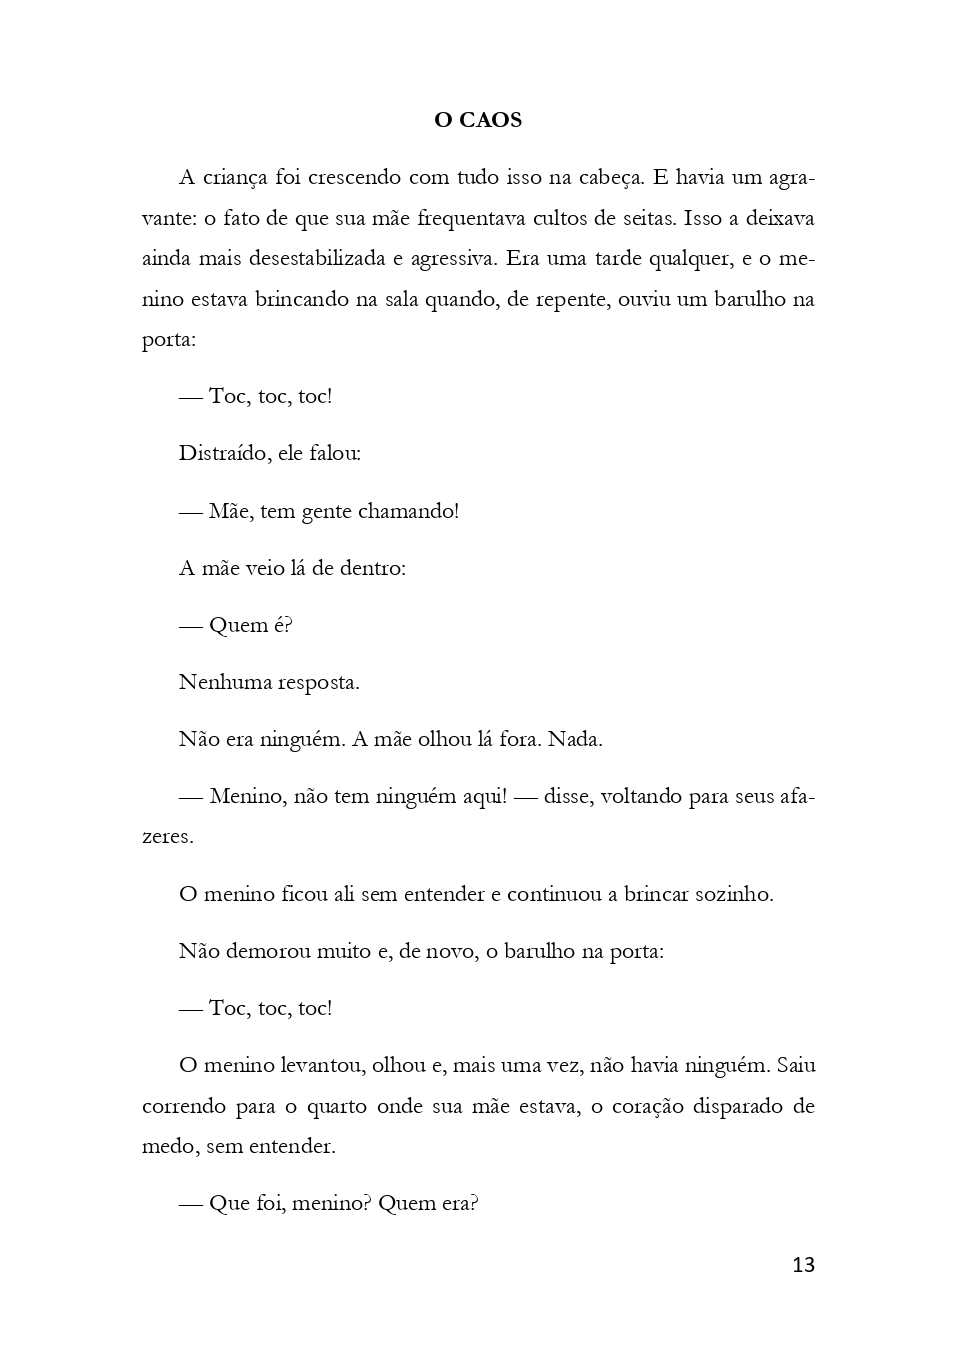 O CAOS
A criança foi crescendo com tudo isso na cabeça. E havia um agra-
vante: o fato de que sua mãe frequentava cultos de seitas. Isso a deixava
ainda mais desestabilizada e agressiva. Era uma tarde qualquer, e o me-
nino estava brincando na sala quando, de repente, ouviu um barulho na
porta:
— Toc, toc, toc!
Distraído, ele falou:
— Mãe, tem gente chamando!
A mãe veio lá de dentro:
— Quem é?
Nenhuma resposta.
Não era ninguém. A mãe olhou lá fora. Nada.
— Menino, não tem ninguém aqui! — disse, voltando para seus afa-
zeres.
O menino ficou ali sem entender e continuou a brincar sozinho.
Não demorou muito e, de novo, o barulho na porta:
— Toc, toc, toc!
O menino levantou, olhou e, mais uma vez, não havia ninguém. Saiu
correndo para o quarto onde sua mãe estava, o coração disparado de
medo, sem entender.
— Que foi, menino? Quem era?
13